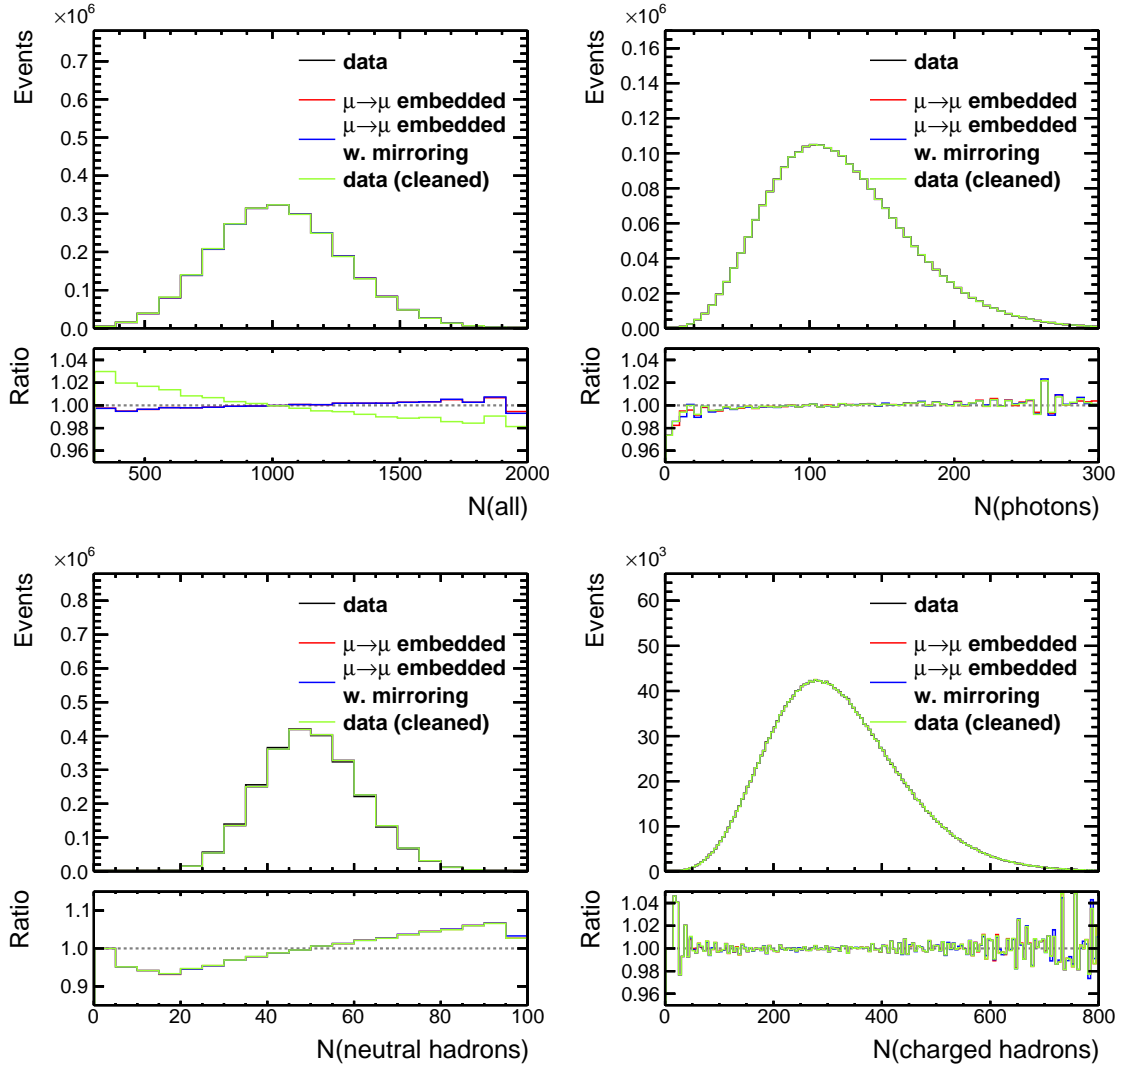 ×10⁶
Events
0.7
0.6
0.5
0.4
0.3
0.2
0.1
0.0
data
μ→μ embedded
μ→μ embedded
w. mirroring
data (cleaned)
Ratio
1.04
1.02
1.00
0.98
0.96
500 1000 1500 2000
N(all)
×10⁶
Events
0.16
0.14
0.12
0.10
0.08
0.06
0.04
0.02
0.00
data
μ→μ embedded
μ→μ embedded
w. mirroring
data (cleaned)
Ratio
1.04
1.02
1.00
0.98
0.96
0 100 200 300
N(photons)
×10⁶
Events
0.8
0.7
0.6
0.5
0.4
0.3
0.2
0.1
0.0
data
μ→μ embedded
μ→μ embedded
w. mirroring
data (cleaned)
Ratio
1.1
1.0
0.9
0 20 40 60 80 100
N(neutral hadrons)
×10³
Events
60
50
40
30
20
10
0
data
μ→μ embedded
μ→μ embedded
w. mirroring
data (cleaned)
Ratio
1.04
1.02
1.00
0.98
0.96
0 200 400 600 800
N(charged hadrons)